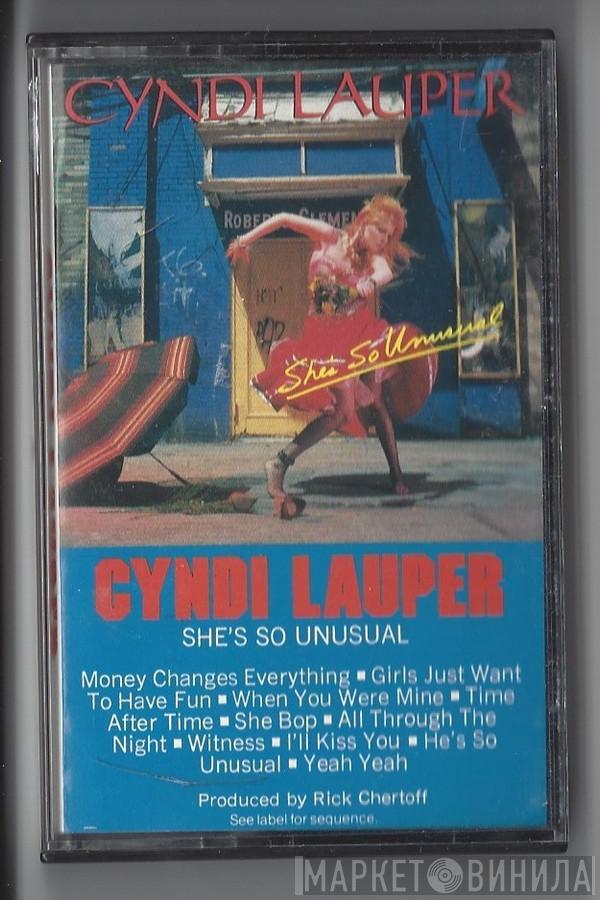 CYNDI LAUPER
HOT
She's So Unusual
CYNDI LAUPER
SHE'S SO UNUSUAL
Money Changes Everything ■ Girls Just Want
To Have Fun ■ When You Were Mine ■ Time
After Time ■ She Bop ■ All Through The
Night ■ Witness ■ I'll Kiss You ■ He's So
Unusual ■ Yeah Yeah
Produced by Rick Chertoff
See label for sequence.
МАРКЕТ ВИНИЛА